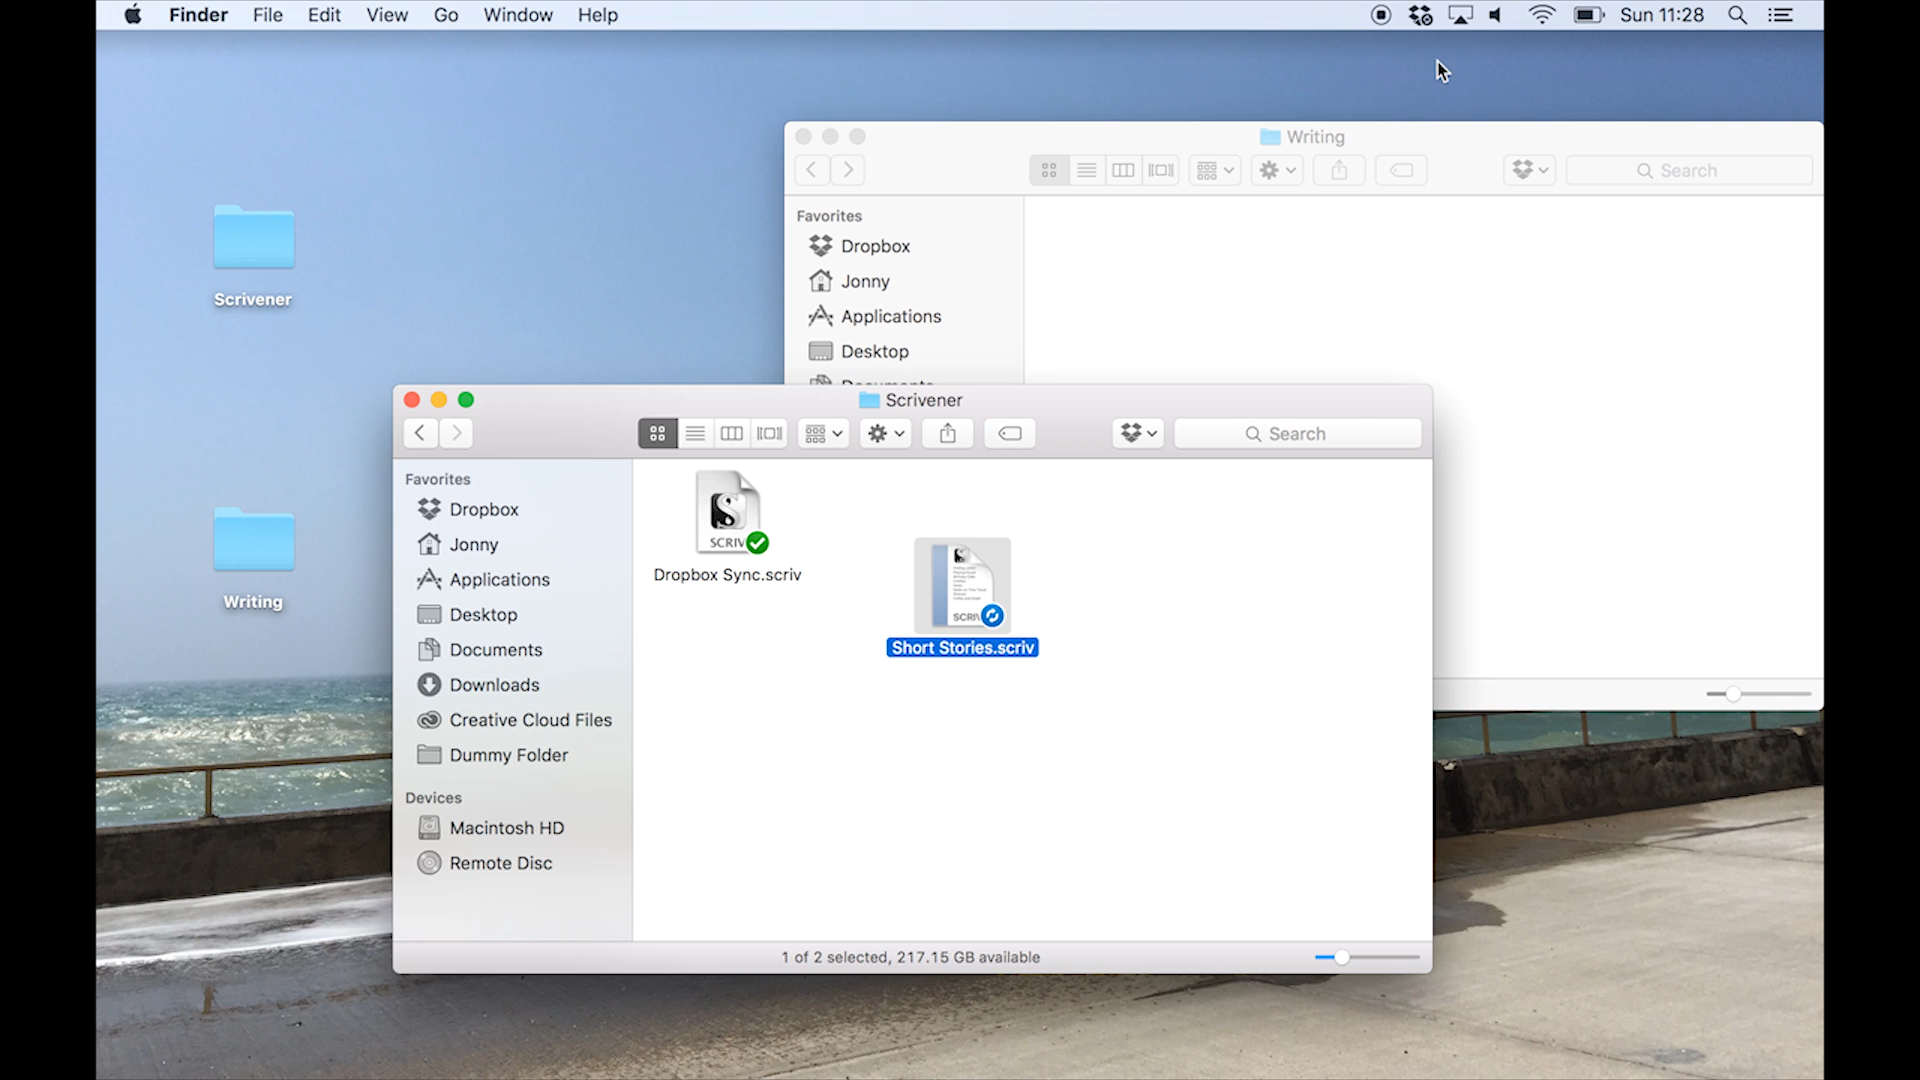 Finder File Edit View Go Window Help Sun 11:28
Writing
Search
Favorites
Dropbox
Jonny
Applications
Desktop
Documents
Scrivener
Writing
Scrivener
Search
Favorites
Dropbox
Jonny
Applications
Desktop
Documents
Downloads
Creative Cloud Files
Dummy Folder
Devices
Macintosh HD
Remote Disc
SCRIV
Dropbox Sync.scriv
SCRIV
Short Stories.scriv
1 of 2 selected, 217.15 GB available